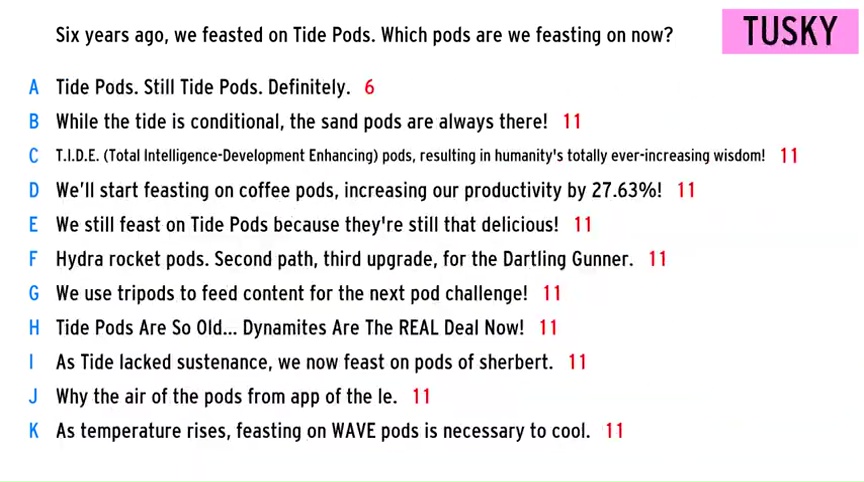 Six years ago, we feasted on Tide Pods. Which pods are we feasting on now?
TUSKY
A Tide Pods. Still Tide Pods. Definitely. 6
B While the tide is conditional, the sand pods are always there! 11
C T.I.D.E. (Total Intelligence-Development Enhancing) pods, resulting in humanity's totally ever-increasing wisdom! 11
D We'll start feasting on coffee pods, increasing our productivity by 27.63%! 11
E We still feast on Tide Pods because they're still that delicious! 11
F Hydra rocket pods. Second path, third upgrade, for the Dartling Gunner. 11
G We use tripods to feed content for the next pod challenge! 11
H Tide Pods Are So Old... Dynamites Are The REAL Deal Now! 11
I As Tide lacked sustenance, we now feast on pods of sherbert. 11
J Why the air of the pods from app of the le. 11
K As temperature rises, feasting on WAVE pods is necessary to cool. 11